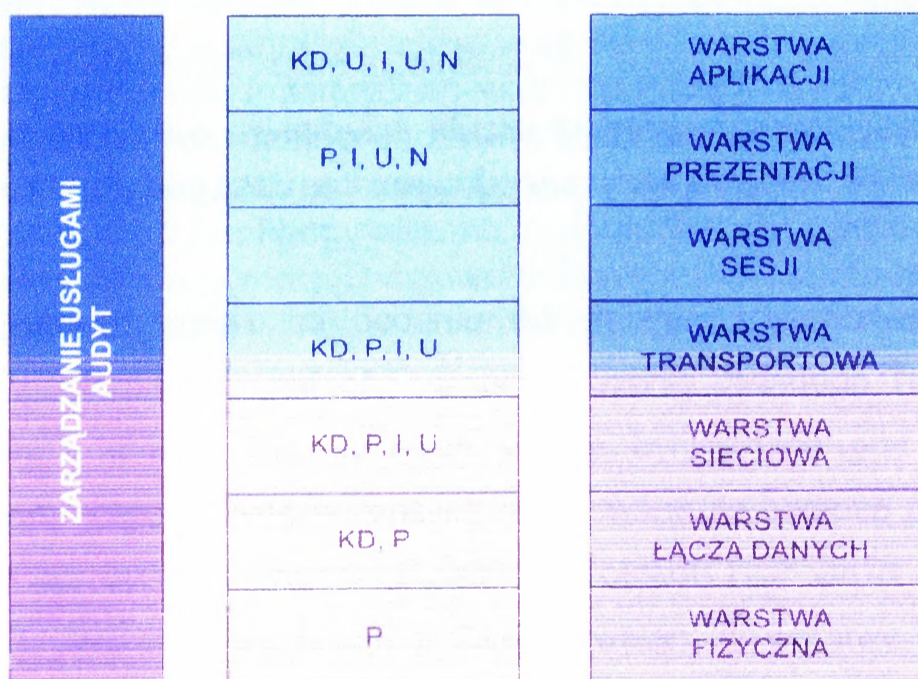 ZARZĄDZANIE USŁUGAMI
AUDYT
KD, U, I, U, N
WARSTWA
APLIKACJI
P, I, U, N
WARSTWA
PREZENTACJI
WARSTWA
SESJI
KD, P, I, U
WARSTWA
TRANSPORTOWA
KD, P, I, U
WARSTWA
SIECIOWA
KD, P
WARSTWA
ŁĄCZA DANYCH
P
WARSTWA
FIZYCZNA